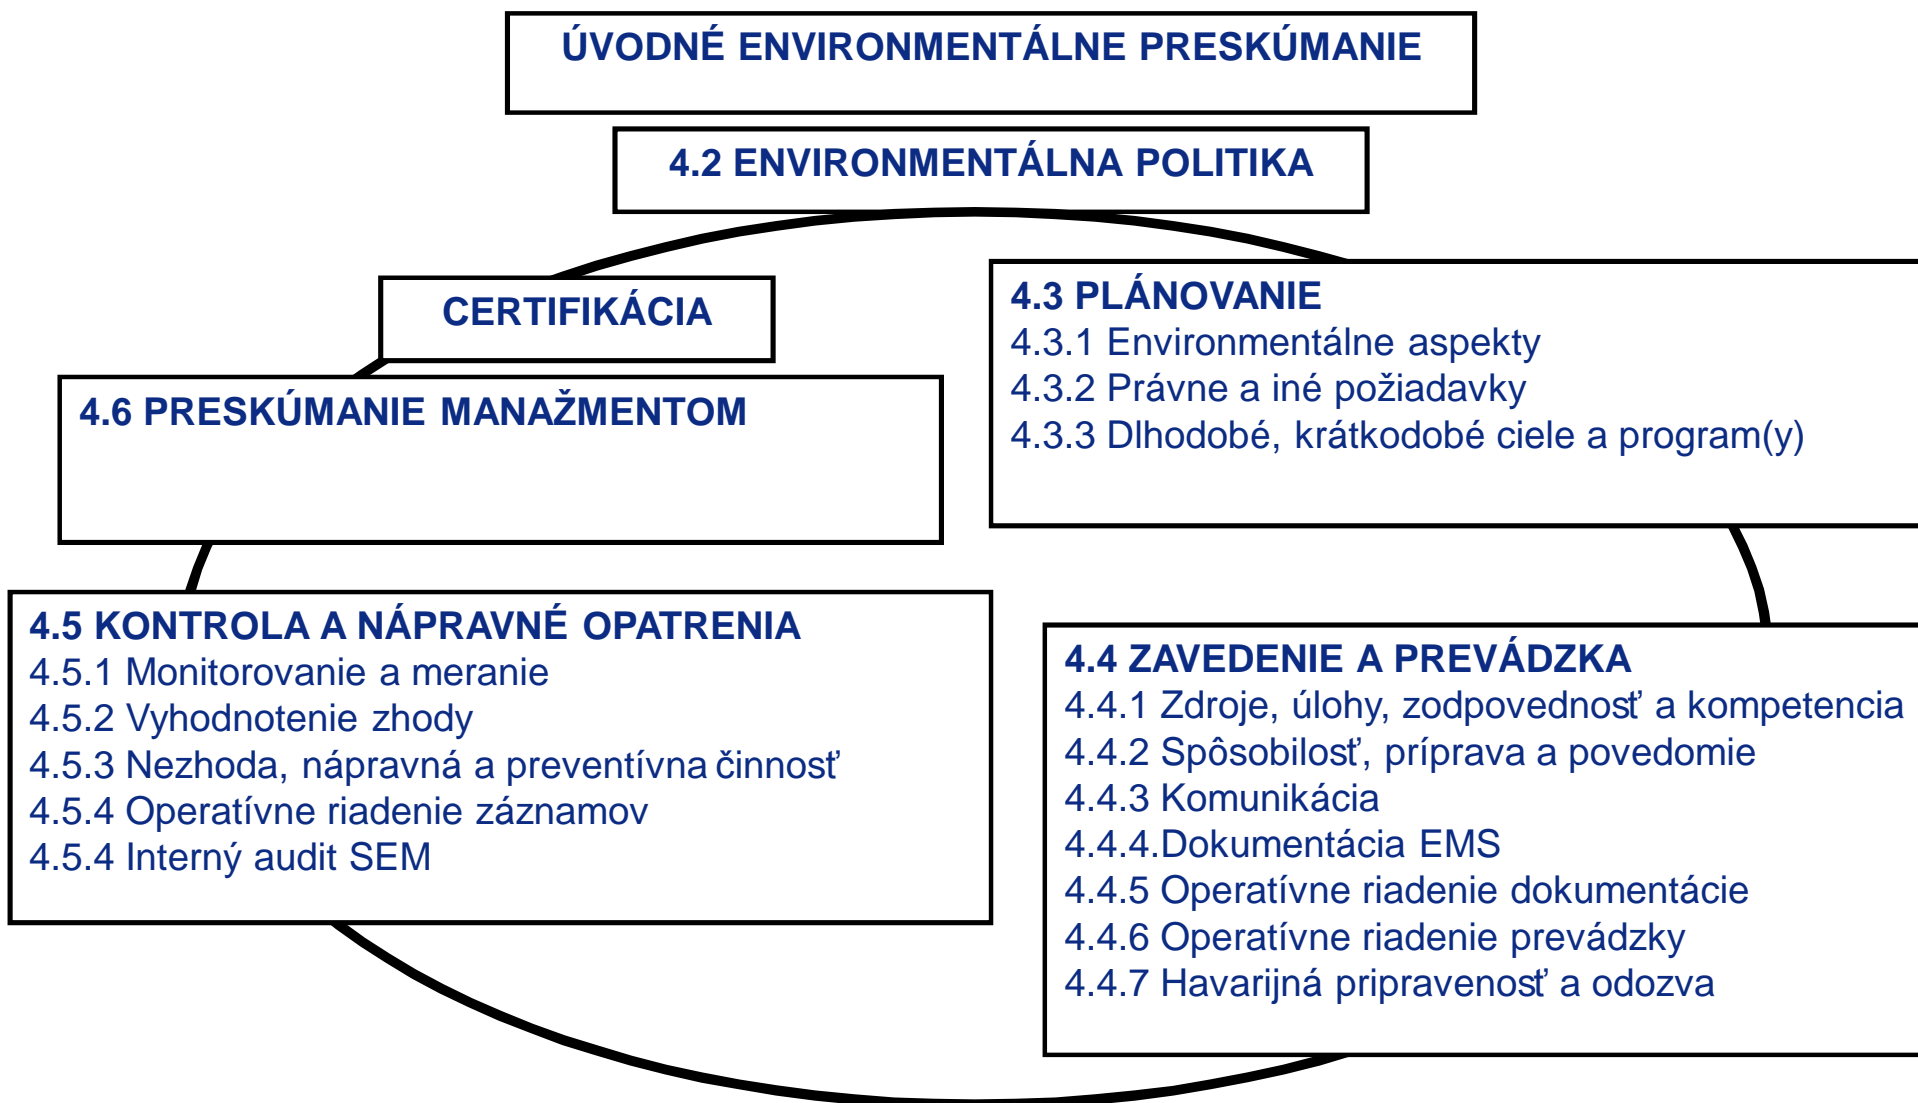 ÚVODNÉ ENVIRONMENTÁLNE PRESKÚMANIE
4.2 ENVIRONMENTÁLNA POLITIKA
CERTIFIKÁCIA
4.3 PLÁNOVANIE
4.3.1 Environmentálne aspekty
4.3.2 Právne a iné požiadavky
4.3.3 Dlhodobé, krátkodobé ciele a program(y)
4.6 PRESKÚMANIE MANAŽMENTOM
4.5 KONTROLA A NÁPRAVNÉ OPATRENIA
4.5.1 Monitorovanie a meranie
4.5.2 Vyhodnotenie zhody
4.5.3 Nezhoda, nápravná a preventívna činnosť
4.5.4 Operatívne riadenie záznamov
4.5.4 Interný audit SEM
4.4 ZAVEDENIE A PREVÁDZKA
4.4.1 Zdroje, úlohy, zodpovednosť a kompetencia
4.4.2 Spôsobilosť, príprava a povedomie
4.4.3 Komunikácia
4.4.4.Dokumentácia EMS
4.4.5 Operatívne riadenie dokumentácie
4.4.6 Operatívne riadenie prevádzky
4.4.7 Havarijná pripravenosť a odozva